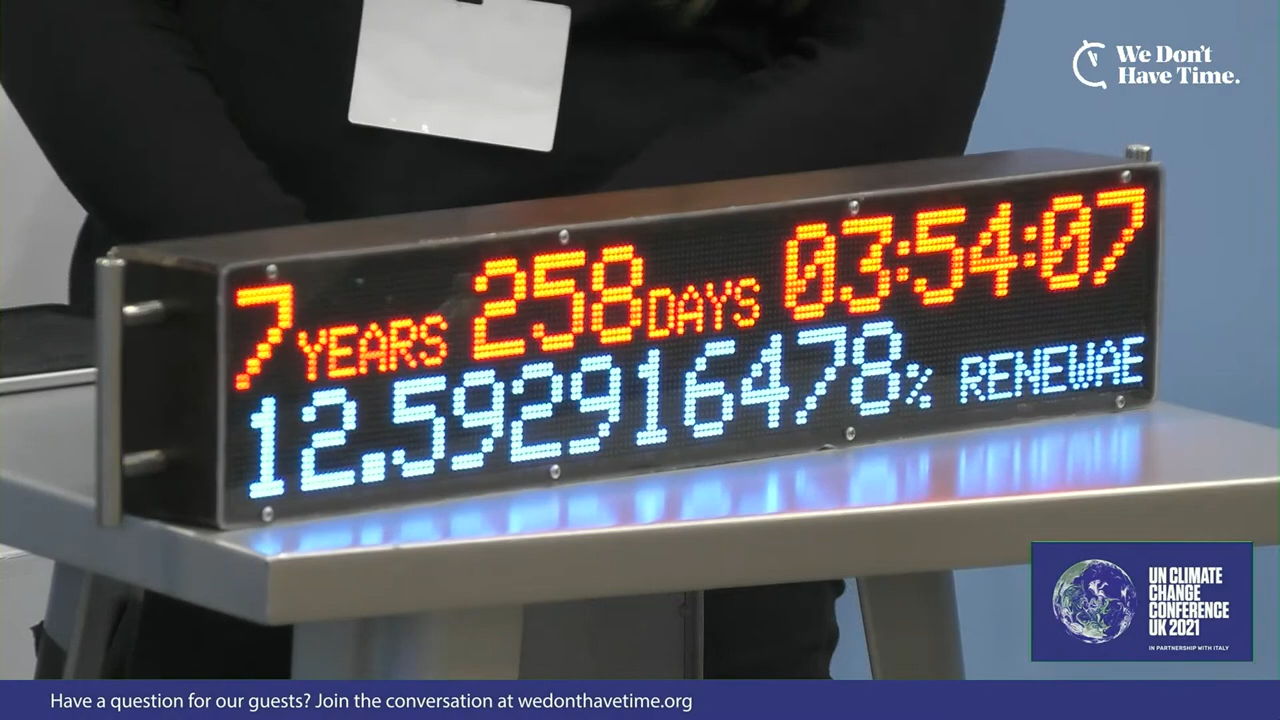 We Don't
Have Time.
7 YEARS 258 DAYS 03:54:07
12.592916478% RENEWAE
UN CLIMATE
CHANGE
CONFERENCE
UK 2021
IN PARTNERSHIP WITH ITALY
Have a question for our guests? Join the conversation at wedonthavetime.org